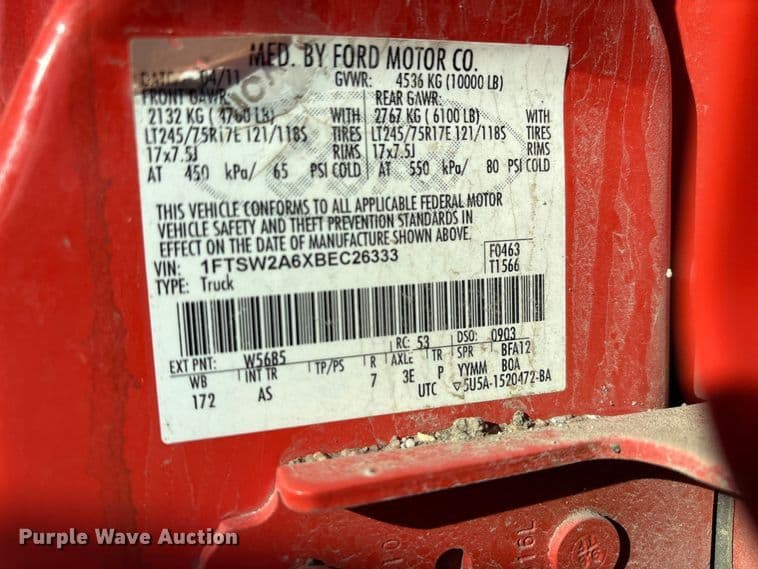 MFD. BY FORD MOTOR CO.
DATE 04/11 GVWR: 4536 KG (10000 LB)
FRONT GAWR: REAR GAWR:
2132 KG ( 4700 LB) WITH 2767 KG ( 6100 LB) WITH
LT245/75R17E 121/118S TIRES LT245/75R17E 121/118S TIRES
17x7.5J RIMS 17x7.5J RIMS
AT 450 kPa/ 65 PSI COLD AT 550 kPa/ 80 PSI COLD
THIS VEHICLE CONFORMS TO ALL APPLICABLE FEDERAL MOTOR
VEHICLE SAFETY AND THEFT PREVENTION STANDARDS IN
EFFECT ON THE DATE OF MANUFACTURE SHOWN ABOVE.
VIN: 1FTSW2A6XBEC26333 F0463
TYPE: Truck T1566
EXT PNT: W5685 RC: 53 DSO: 0903
WB INT TR TP/PS R AXLE TR SPR BFA12
172 AS 7 3E P YYMM BOA
UTC ▽5U5A-1520472-BA
16L
Purple Wave Auction